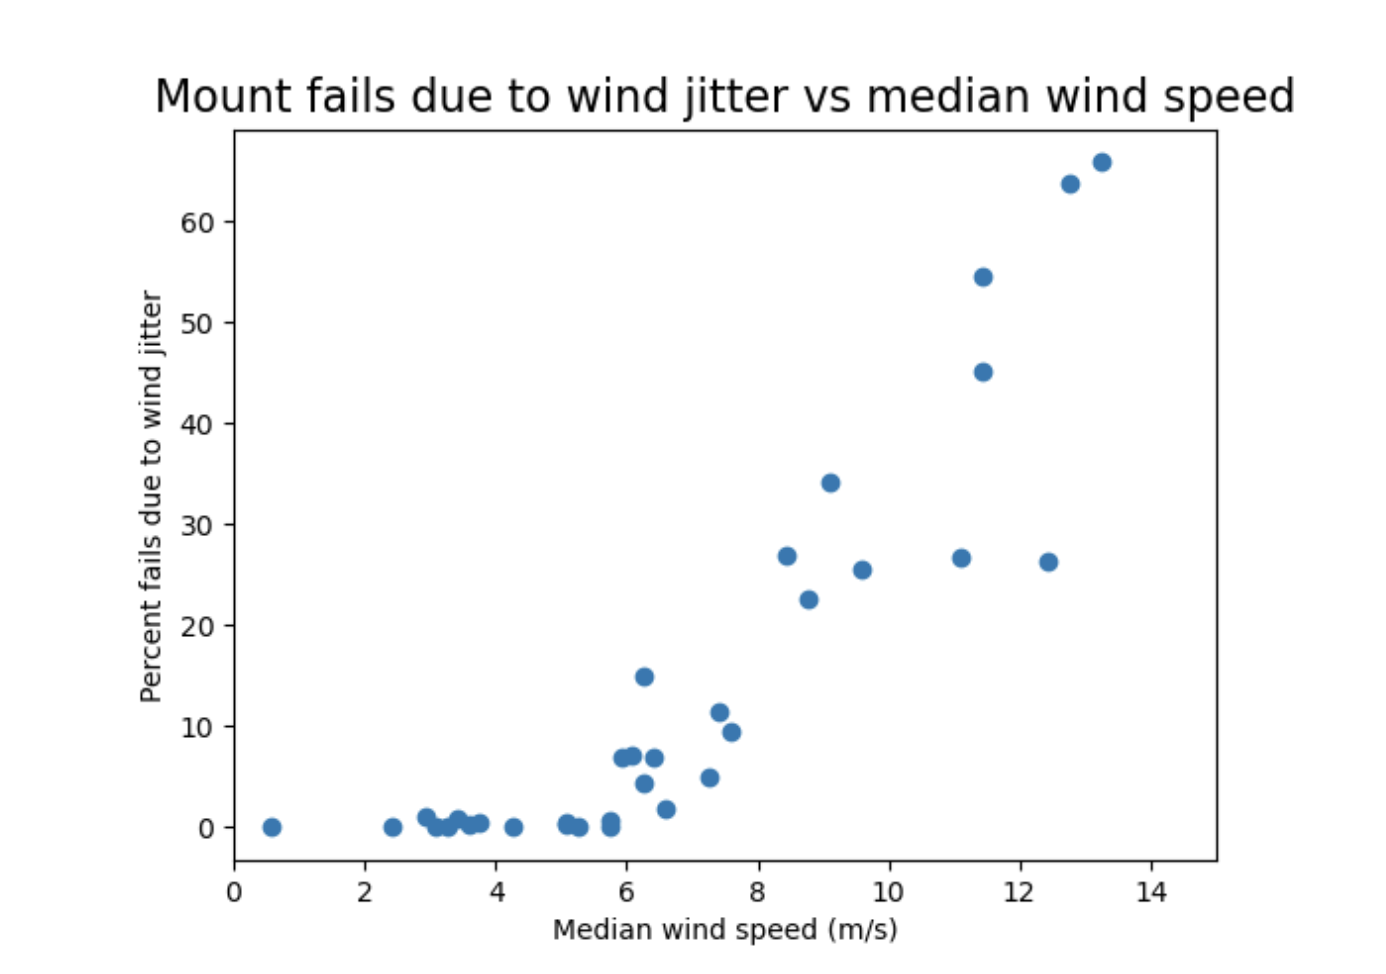 Mount fails due to wind jitter vs median wind speed
Percent fails due to wind jitter
60
50
40
30
20
10
0
0 2 4 6 8 10 12 14
Median wind speed (m/s)